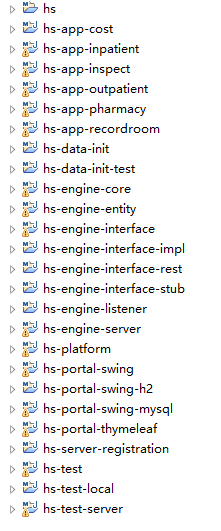 hs
hs-app-cost
hs-app-inpatient
hs-app-inspect
hs-app-outpatient
hs-app-pharmacy
hs-app-recordroom
hs-data-init
hs-data-init-test
hs-engine-core
hs-engine-entity
hs-engine-interface
hs-engine-interface-impl
hs-engine-interface-rest
hs-engine-interface-stub
hs-engine-listener
hs-engine-server
hs-platform
hs-portal-swing
hs-portal-swing-h2
hs-portal-swing-mysql
hs-portal-thymeleaf
hs-server-registration
hs-test
hs-test-local
hs-test-server